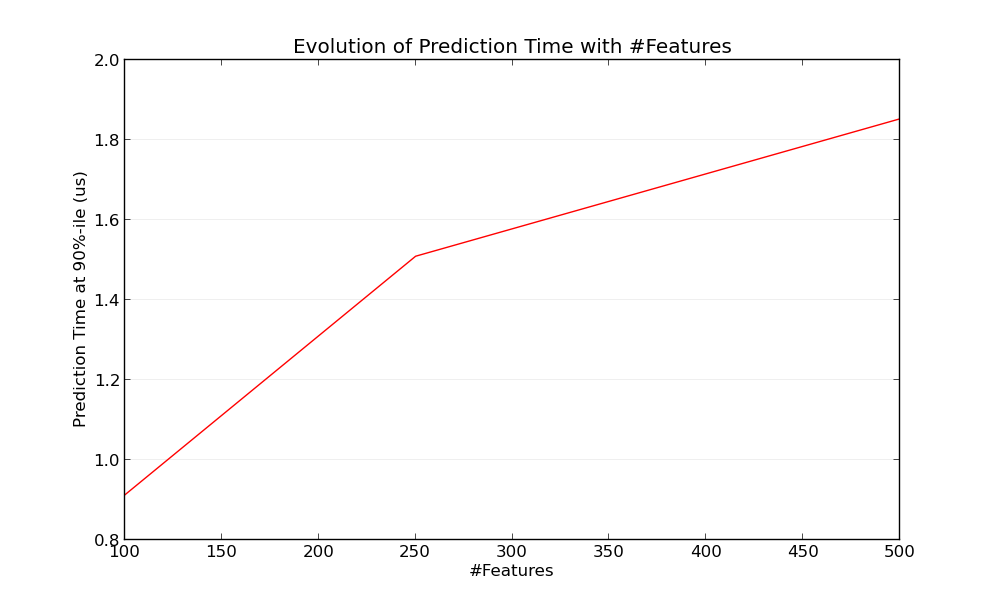 Evolution of Prediction Time with #Features
2.0
1.8
1.6
1.4
1.2
1.0
0.8
Prediction Time at 90%-ile (us)
100 150 200 250 300 350 400 450 500
#Features